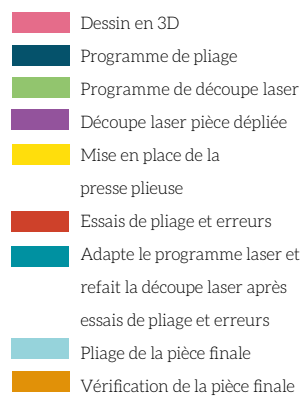 Dessin en 3D
Programme de pliage
Programme de découpe laser
Découpe laser pièce dépliée
Mise en place de la
presse plieuse
Essais de pliage et erreurs
Adapte le programme laser et
refait la découpe laser après
essais de pliage et erreurs
Pliage de la pièce finale
Vérification de la pièce finale